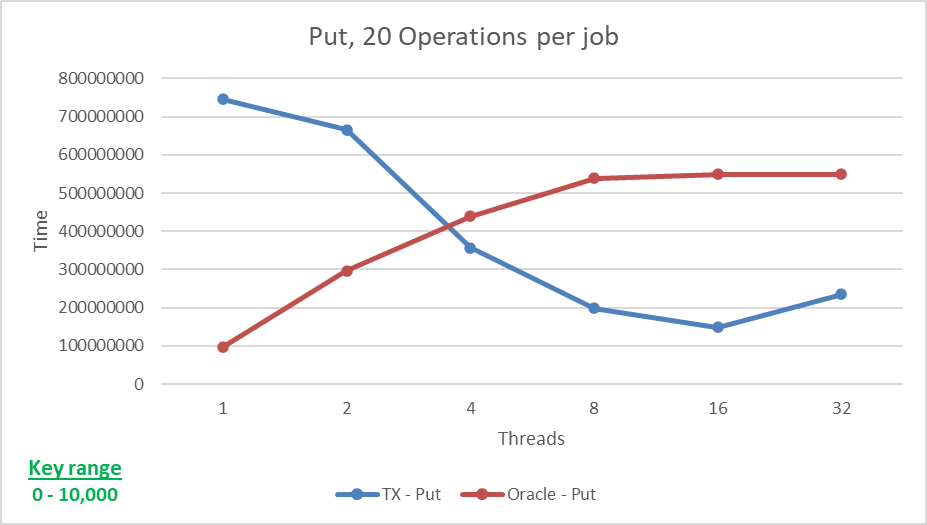 Put, 20 Operations per job
Time
800000000
700000000
600000000
500000000
400000000
300000000
200000000
100000000
0
1 2 4 8 16 32
Threads
Key range
0 - 10,000
TX - Put Oracle - Put